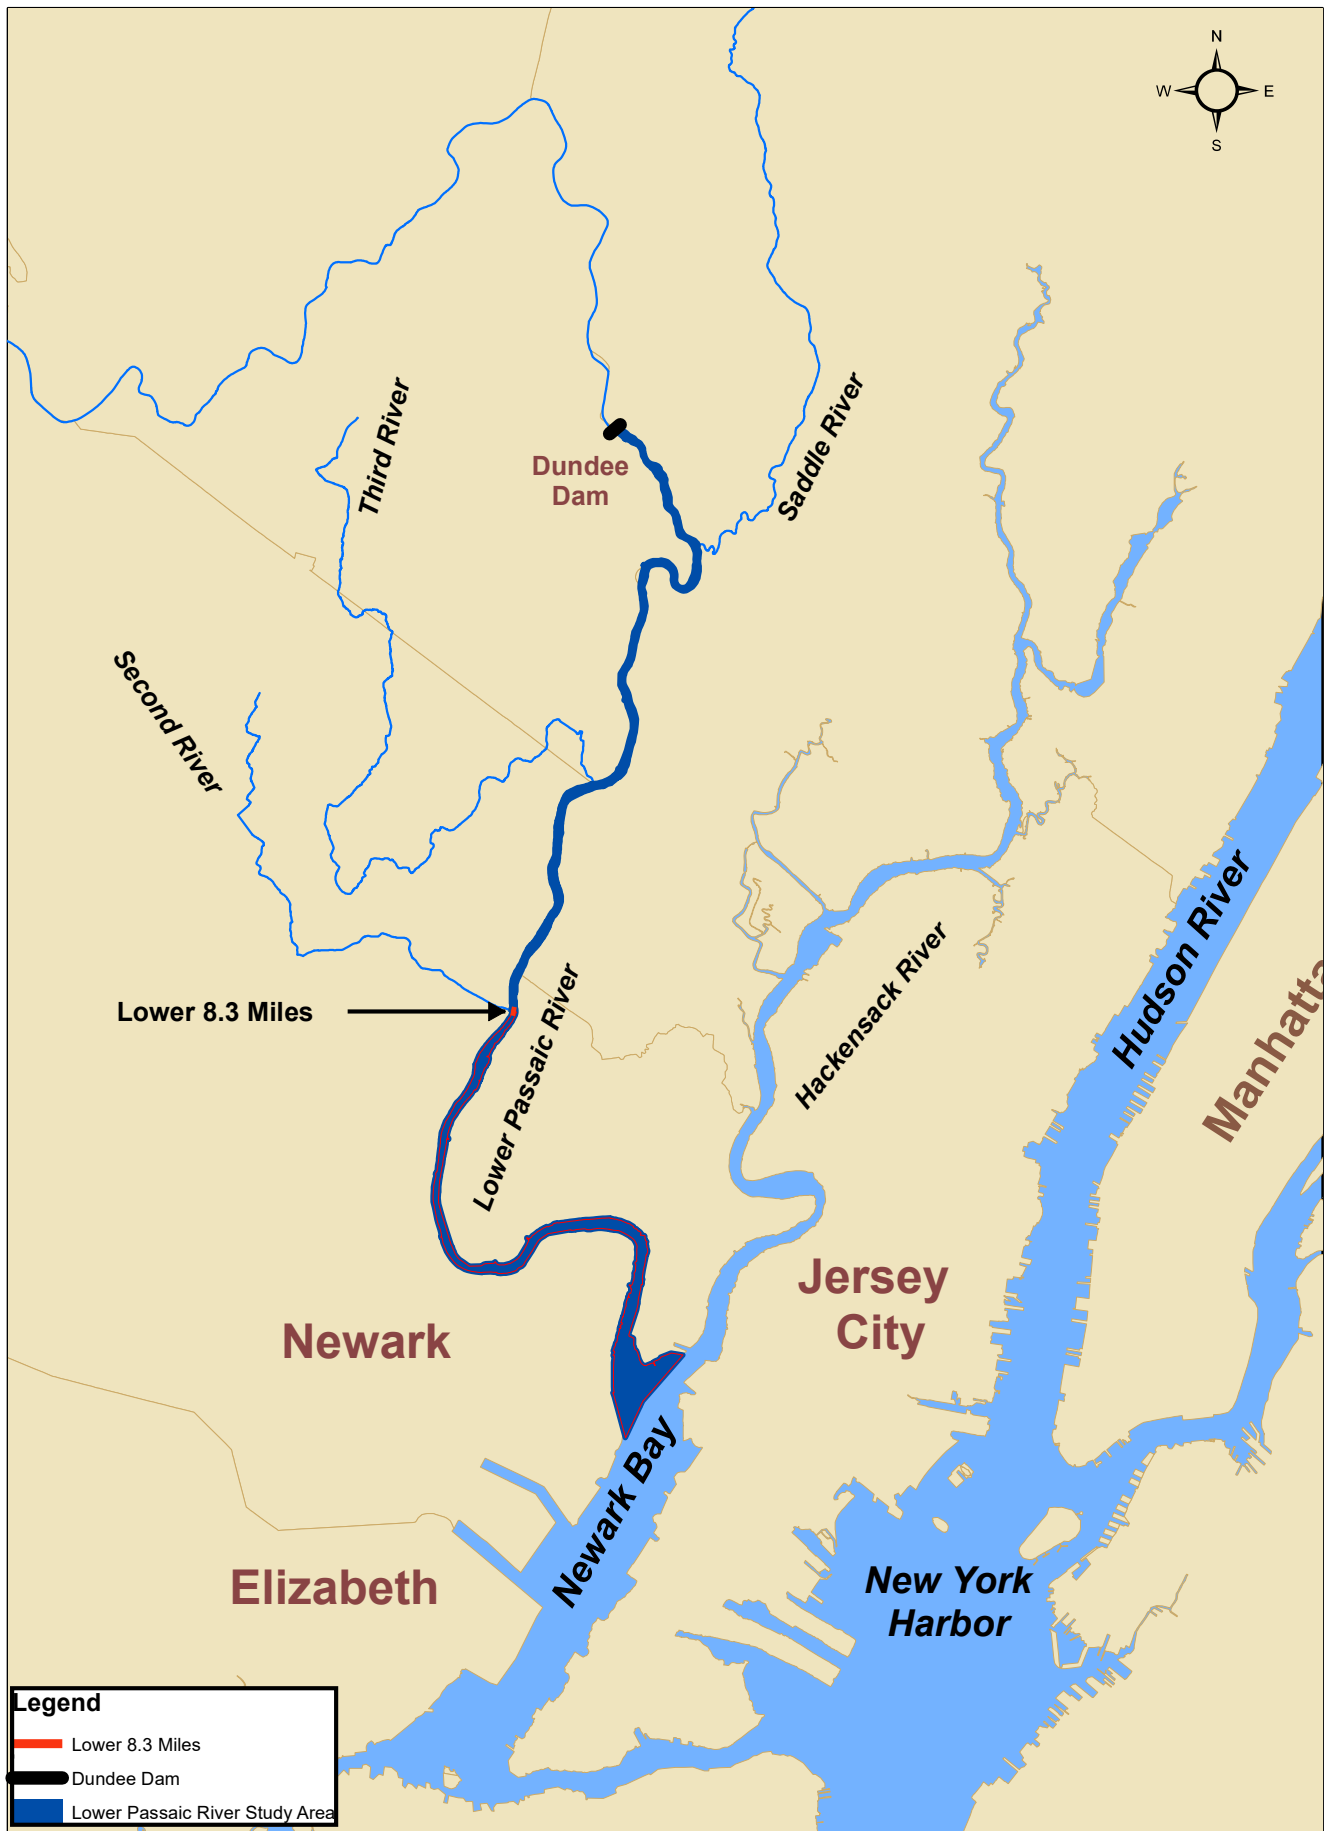 N
W E
S
Third River
Saddle River
Dundee
Dam
Second River
Hudson River
Hackensack River
Lower 8.3 Miles
Lower Passaic River
Manhatta
Jersey
City
Newark
Newark Bay
New York
Harbor
Elizabeth
Legend
Lower 8.3 Miles
Dundee Dam
Lower Passaic River Study Area